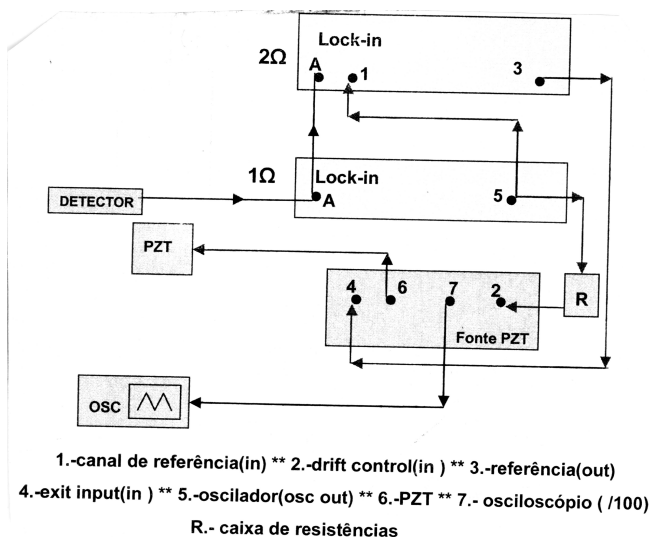 Lock-in
2Ω
A
1
3
Lock-in
1Ω
A
5
DETECTOR
PZT
4
6
7
2
R
Fonte PZT
OSC
1.-canal de referência(in) ** 2.-drift control(in ) ** 3.-referência(out)
4.-exit input(in ) ** 5.-oscilador(osc out) ** 6.-PZT ** 7.- osciloscópio ( /100)
R.- caixa de resistências